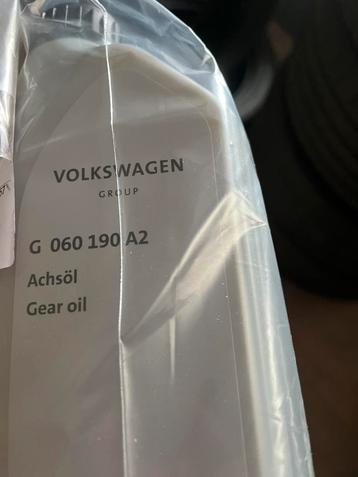 VOLKSWAGEN
GROUP
G 060 190 A2
Achsöl
Gear oil